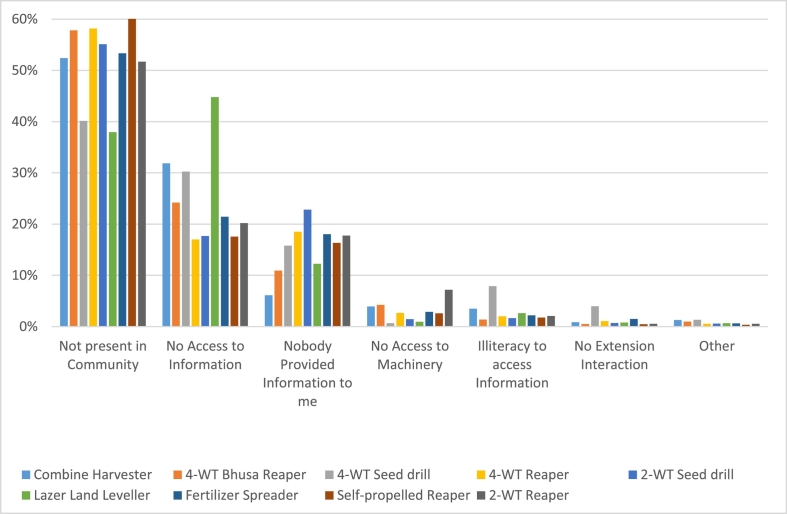 60%
50%
40%
30%
20%
10%
0%
Not present in Community
No Access to Information
Nobody Provided Information to me
No Access to Machinery
Illiteracy to access Information
No Extension Interaction
Other
Combine Harvester
4-WT Bhusa Reaper
4-WT Seed drill
4-WT Reaper
2-WT Seed drill
Lazer Land Leveller
Fertilizer Spreader
Self-propelled Reaper
2-WT Reaper